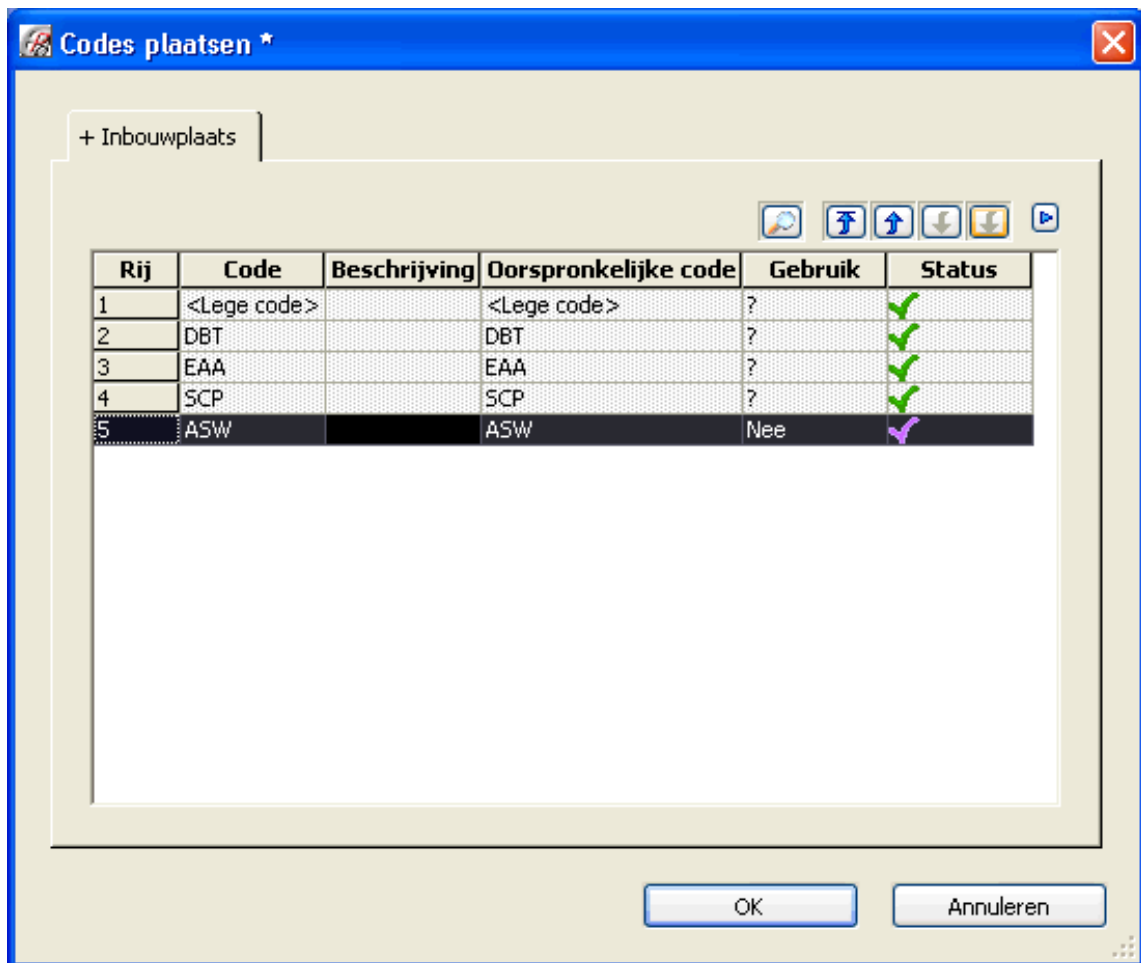 Codes plaatsen *
+ Inbouwplaats
Rij Code Beschrijving Oorspronkelijke code Gebruik Status
1 <Lege code> <Lege code> ?
2 DBT DBT ?
3 EAA EAA ?
4 SCP SCP ?
5 ASW ASW Nee
OK Annuleren